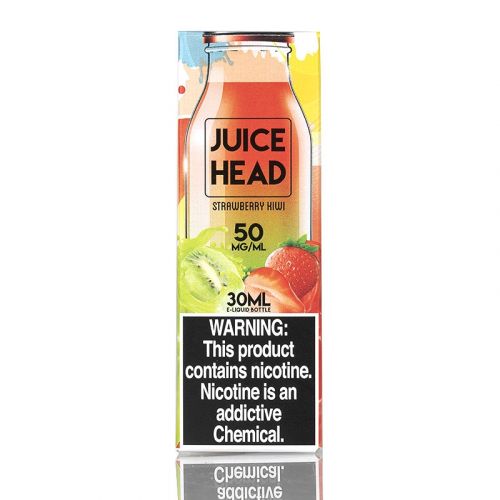 JUICE
HEAD
STRAWBERRY KIWI
50
MG/ML
30ML
E-LIQUID BOTTLE
WARNING:
This product
contains nicotine.
Nicotine is an
addictive
Chemical.